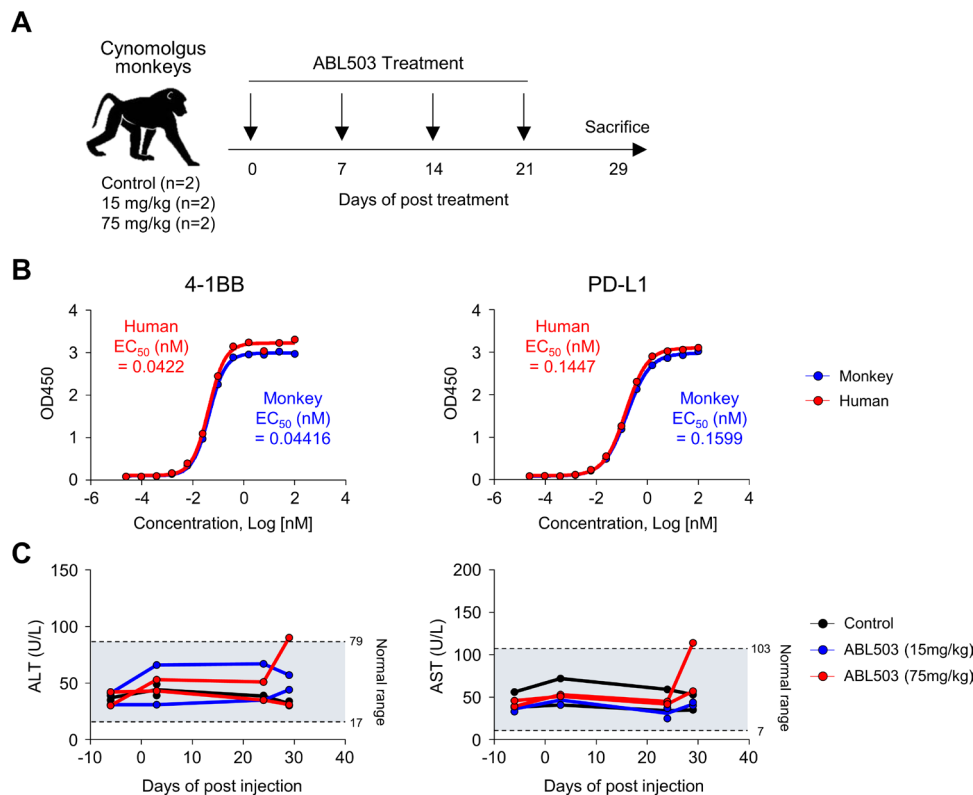 A
Cynomolgus
monkeys
ABL503 Treatment
Sacrifice
0 7 14 21 29
Control (n=2)
15 mg/kg (n=2)
75 mg/kg (n=2)
Days of post treatment
B
4-1BB
4
3
2
1
0
OD450
Human
EC50 (nM)
= 0.0422
Monkey
EC50 (nM)
= 0.04416
-6 -4 -2 0 2 4
Concentration, Log [nM]
PD-L1
4
3
2
1
0
OD450
Human
EC50 (nM)
= 0.1447
Monkey
EC50 (nM)
= 0.1599
-6 -4 -2 0 2 4
Concentration, Log [nM]
Monkey
Human
C
150
100
50
0
ALT (U/L)
79
17
Normal range
-10 0 10 20 30 40
Days of post injection
200
150
100
50
0
AST (U/L)
103
7
Normal range
-10 0 10 20 30 40
Days of post injection
Control
ABL503 (15mg/kg)
ABL503 (75mg/kg)